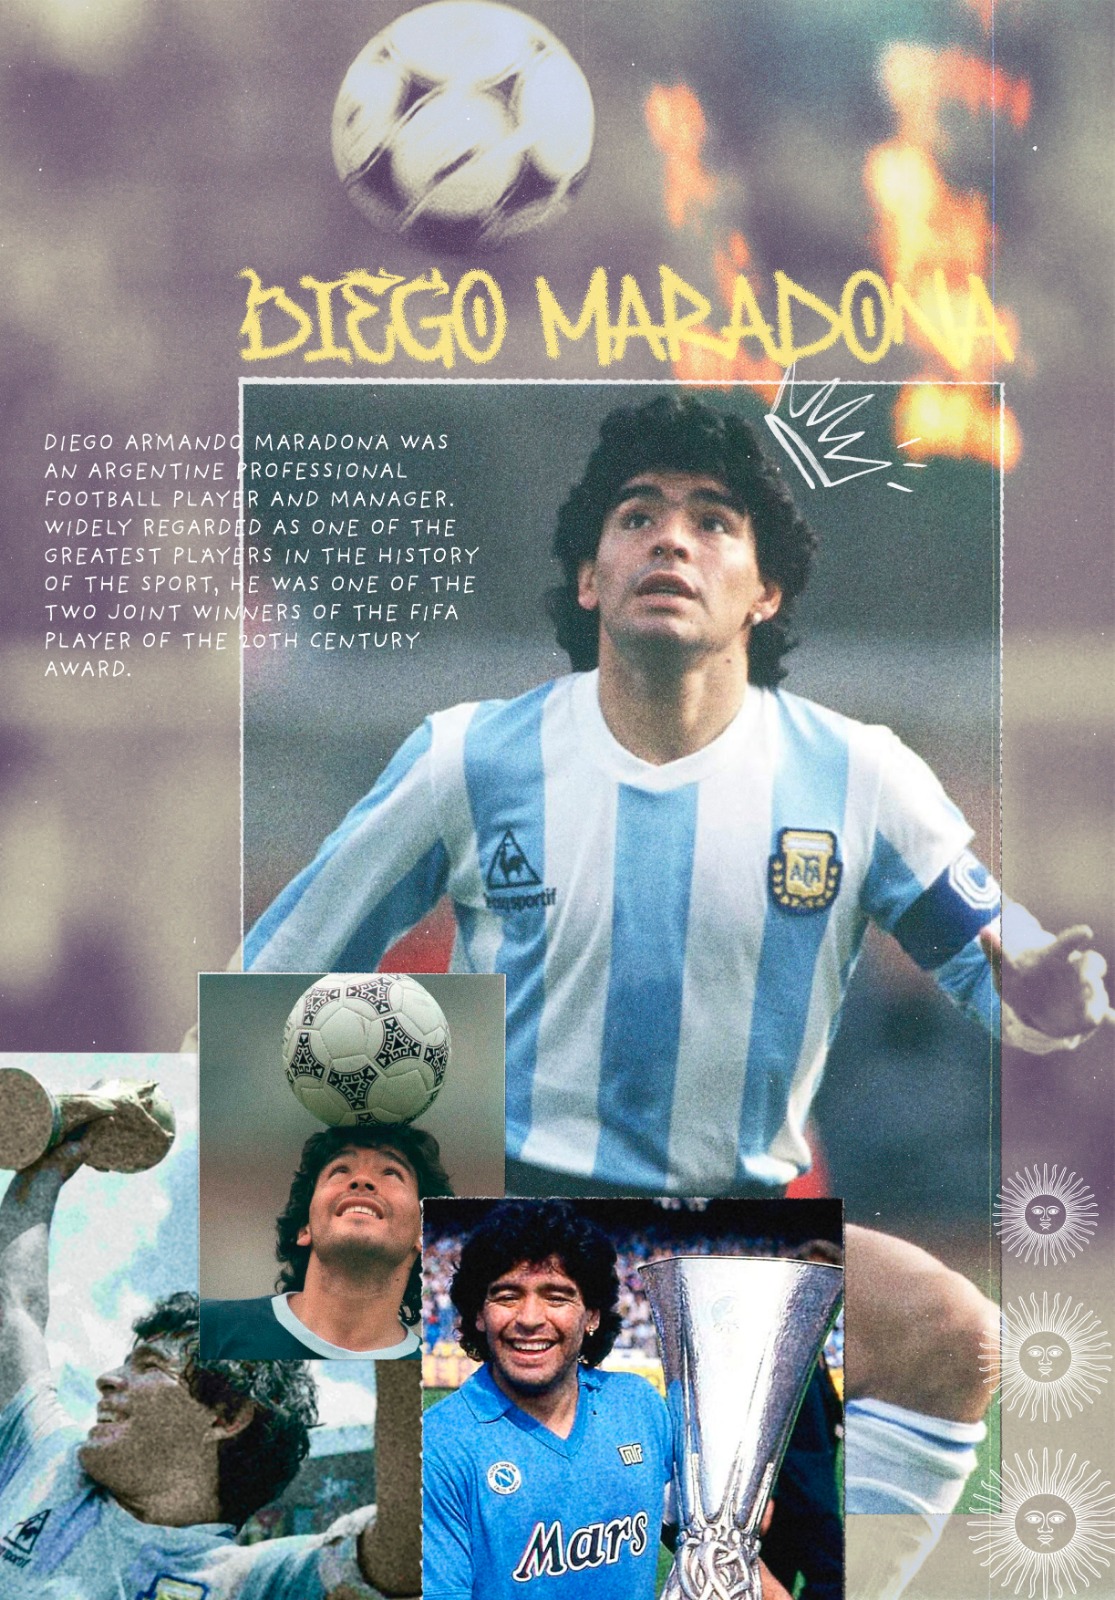 DIEGO MARADONA
DIEGO ARMANDO MARADONA WAS
AN ARGENTINE PROFESSIONAL
FOOTBALL PLAYER AND MANAGER.
WIDELY REGARDED AS ONE OF THE
GREATEST PLAYERS IN THE HISTORY
OF THE SPORT, HE WAS ONE OF THE
TWO JOINT WINNERS OF THE FIFA
PLAYER OF THE 20TH CENTURY
AWARD.
AFA
C
N
Mars